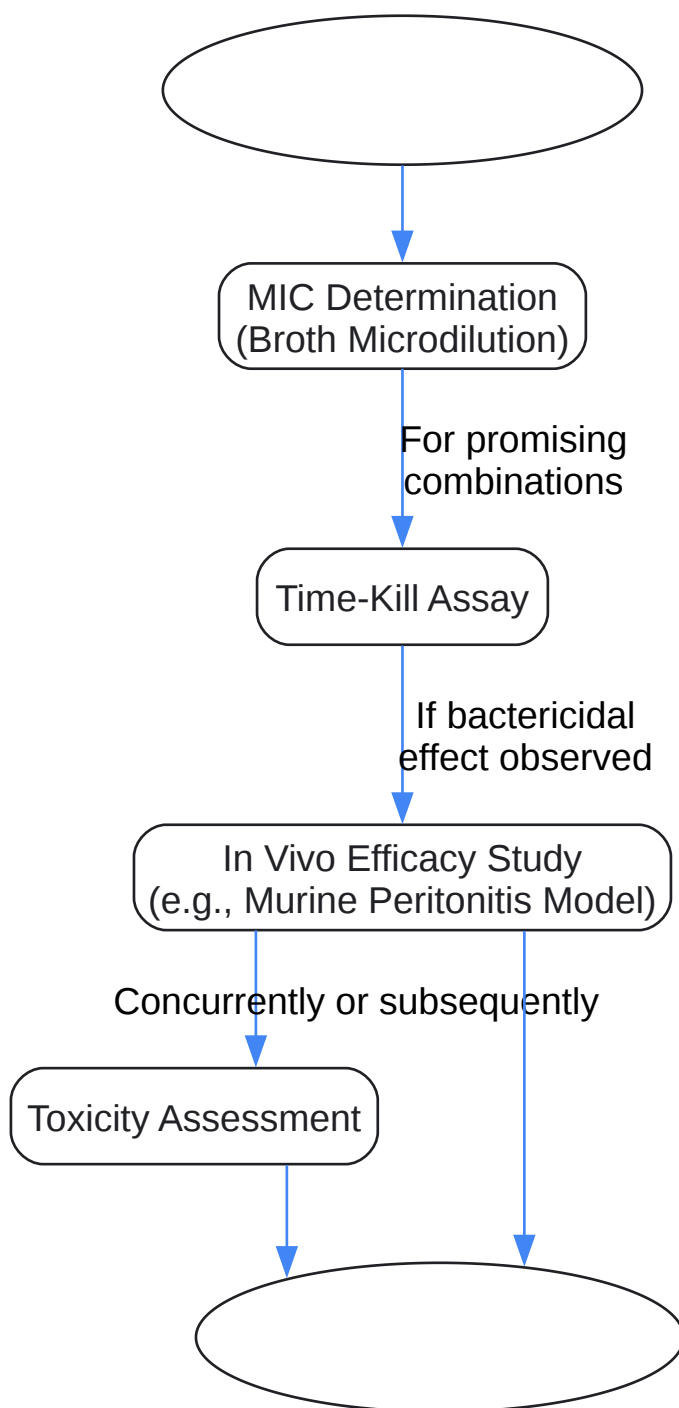 MIC Determination
(Broth Microdilution)
For promising
combinations
Time-Kill Assay
If bactericidal
effect observed
In Vivo Efficacy Study
(e.g., Murine Peritonitis Model)
Concurrently or subsequently
Toxicity Assessment